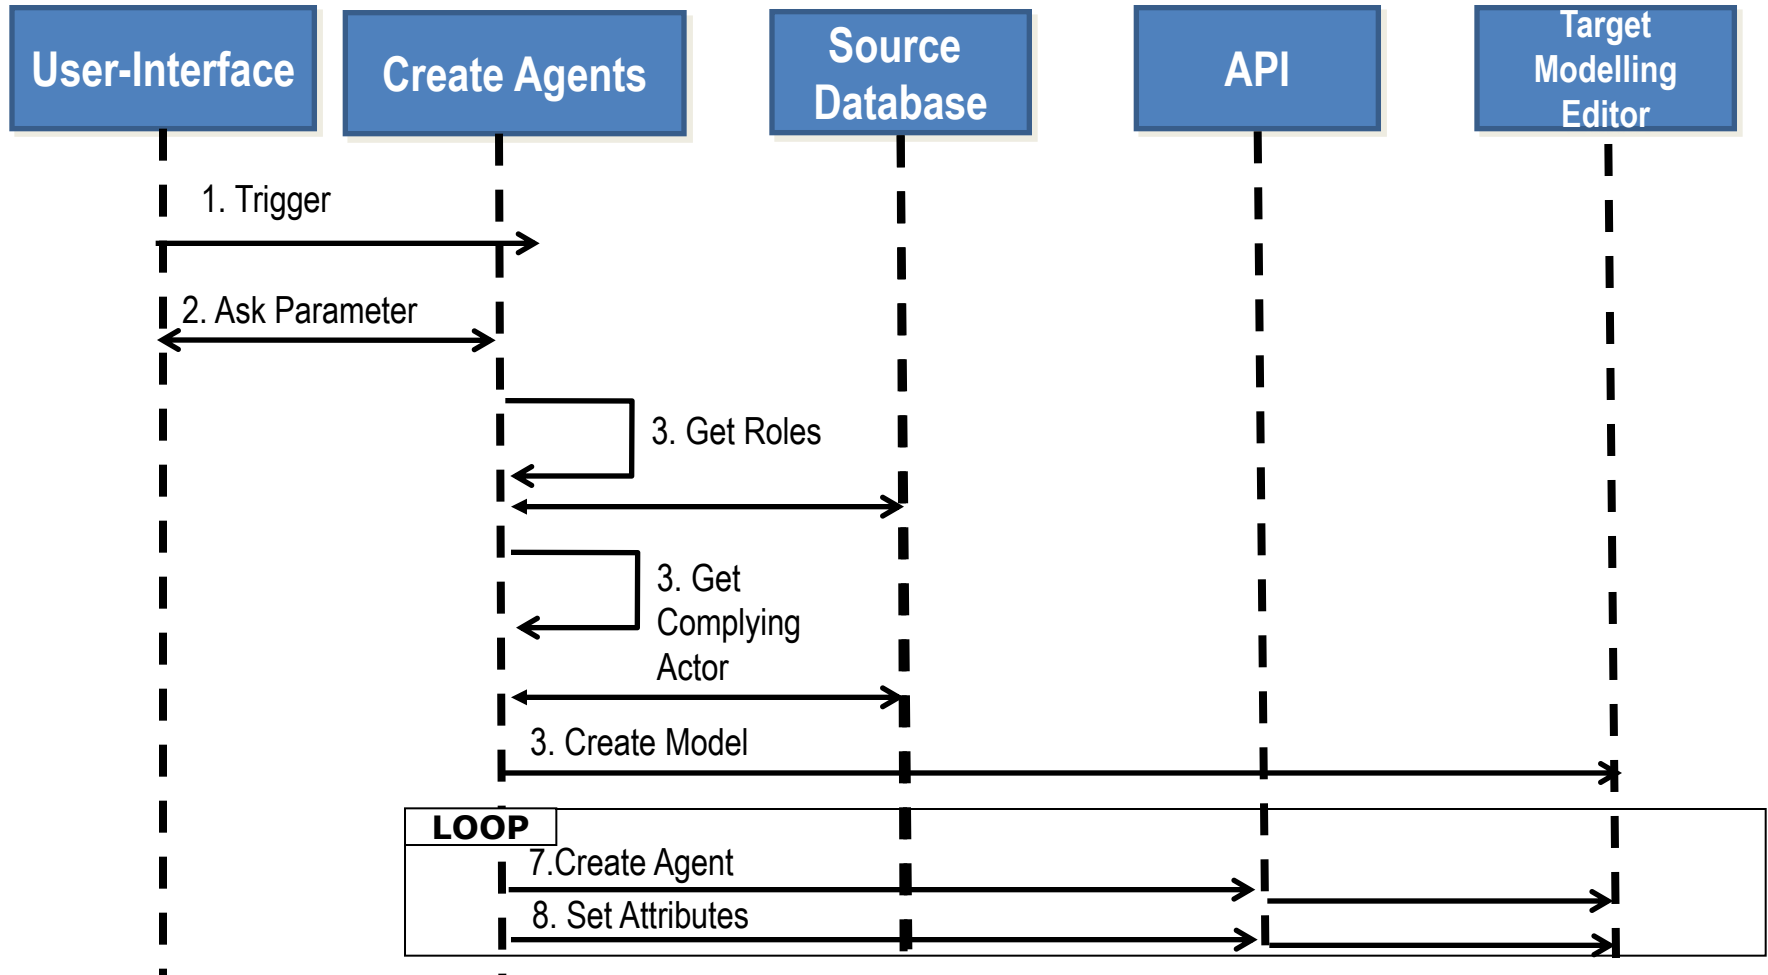 User-Interface
Create Agents
Source
Database
API
Target
Modelling
Editor
1. Trigger
2. Ask Parameter
3. Get Roles
3. Get
Complying
Actor
3. Create Model
LOOP
7.Create Agent
8. Set Attributes